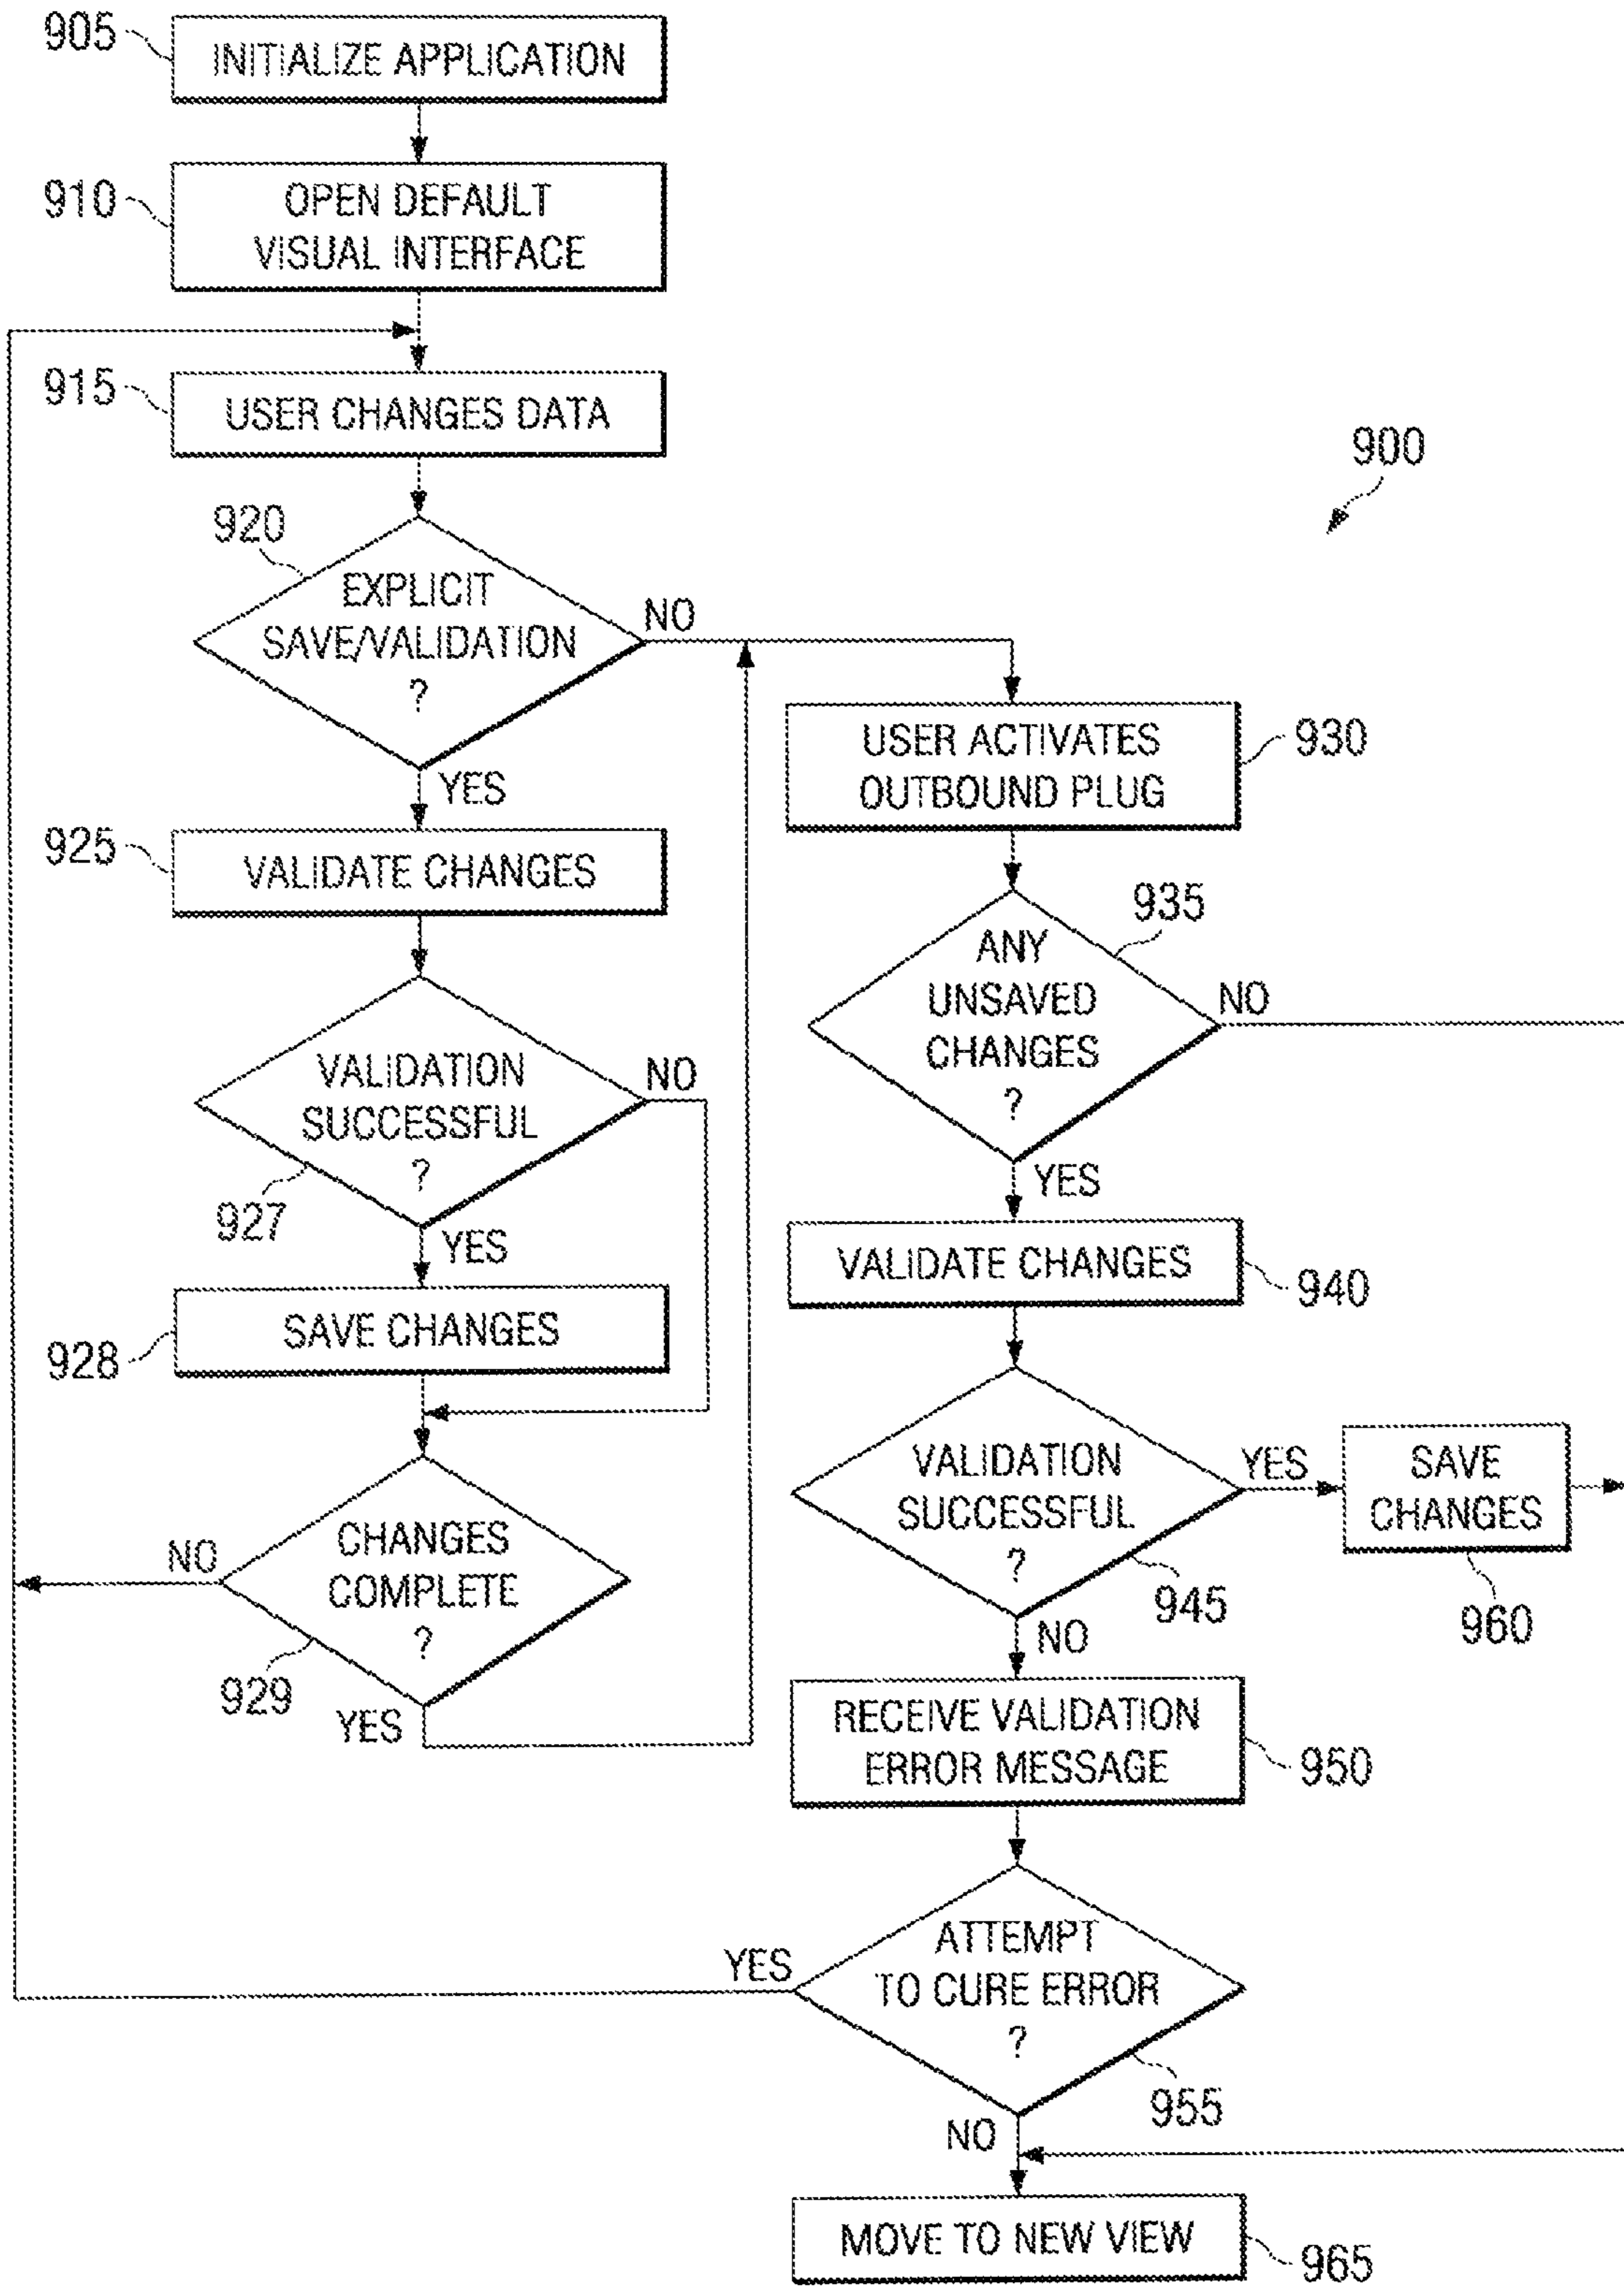 905
INITIALIZE APPLICATION
910
OPEN DEFAULT
VISUAL INTERFACE
915
USER CHANGES DATA
900
920
EXPLICIT
SAVE/VALIDATION
?
NO
YES
925
VALIDATE CHANGES
VALIDATION
SUCCESSFUL
?
NO
927
YES
928
SAVE CHANGES
CHANGES
COMPLETE
?
NO
929
YES
USER ACTIVATES
OUTBOUND PLUG
930
935
ANY
UNSAVED
CHANGES
?
NO
YES
VALIDATE CHANGES
940
VALIDATION
SUCCESSFUL
?
YES
945
SAVE
CHANGES
960
NO
RECEIVE VALIDATION
ERROR MESSAGE
950
ATTEMPT
TO CURE ERROR
?
YES
955
NO
MOVE TO NEW VIEW
965